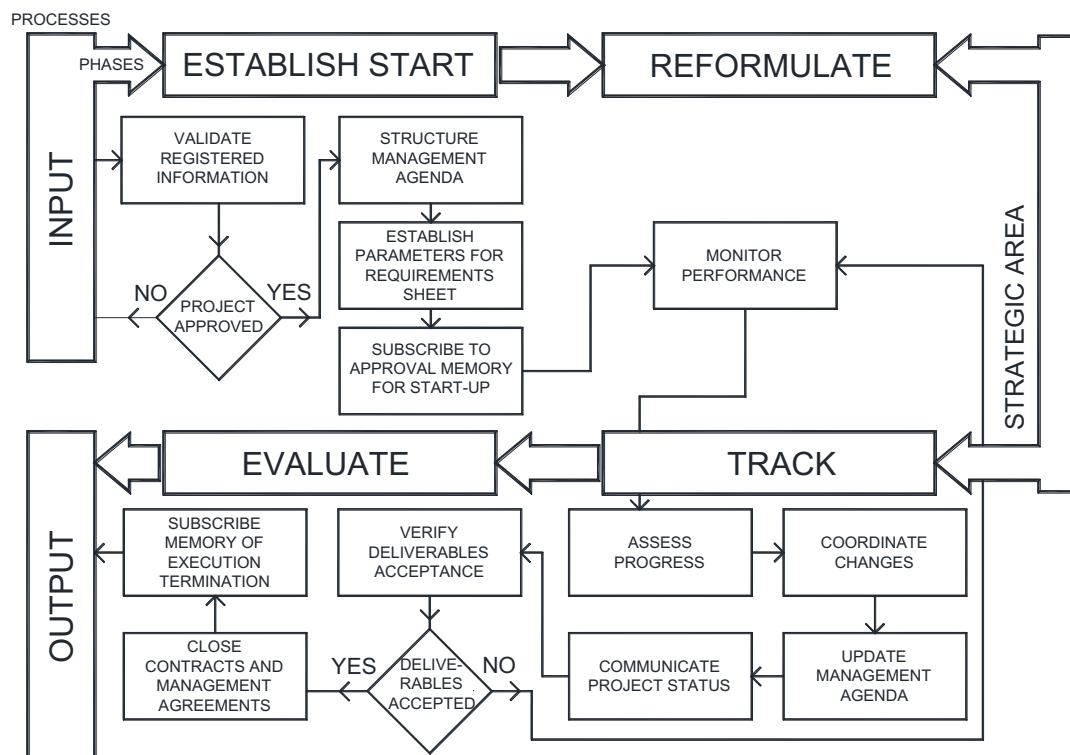 PROCESSES
PHASES
ESTABLISH START
REFORMULATE
INPUT
VALIDATE
REGISTERED
INFORMATION
STRUCTURE
MANAGEMENT
AGENDA
ESTABLISH
PARAMETERS FOR
REQUIREMENTS
SHEET
MONITOR
PERFORMANCE
NO
YES
PROJECT
APPROVED
SUBSCRIBE TO
APPROVAL MEMORY
FOR START-UP
STRATEGIC AREA
EVALUATE
TRACK
OUTPUT
SUBSCRIBE
MEMORY OF
EXECUTION
TERMINATION
VERIFY
DELIVERABLES
ACCEPTANCE
ASSESS
PROGRESS
COORDINATE
CHANGES
CLOSE
CONTRACTS AND
MANAGEMENT
AGREEMENTS
YES
DELIVE-
RABLES
ACCEPTED
NO
COMMUNICATE
PROJECT STATUS
UPDATE
MANAGEMENT
AGENDA